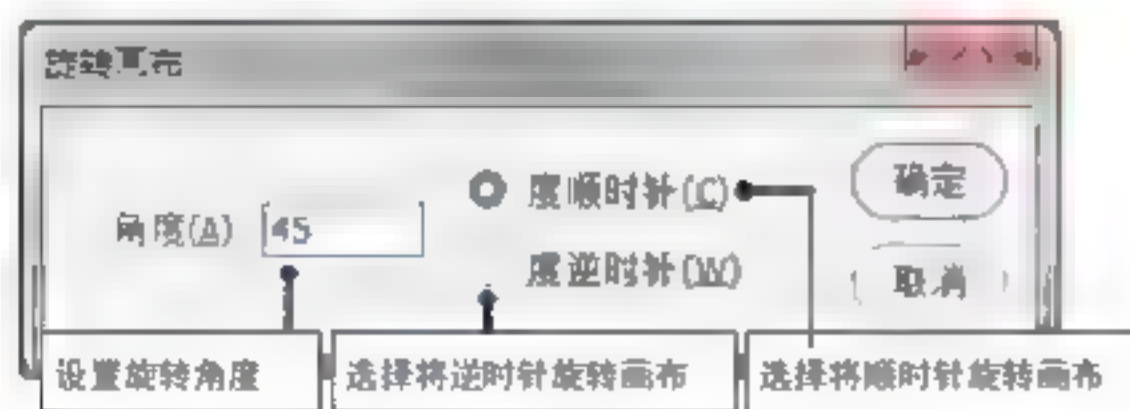 旋转画布
角度(A) 45
度顺时针(C)
度逆时针(W)
确定
取消
设置旋转角度
选择将逆时针旋转画布
选择将顺时针旋转画布